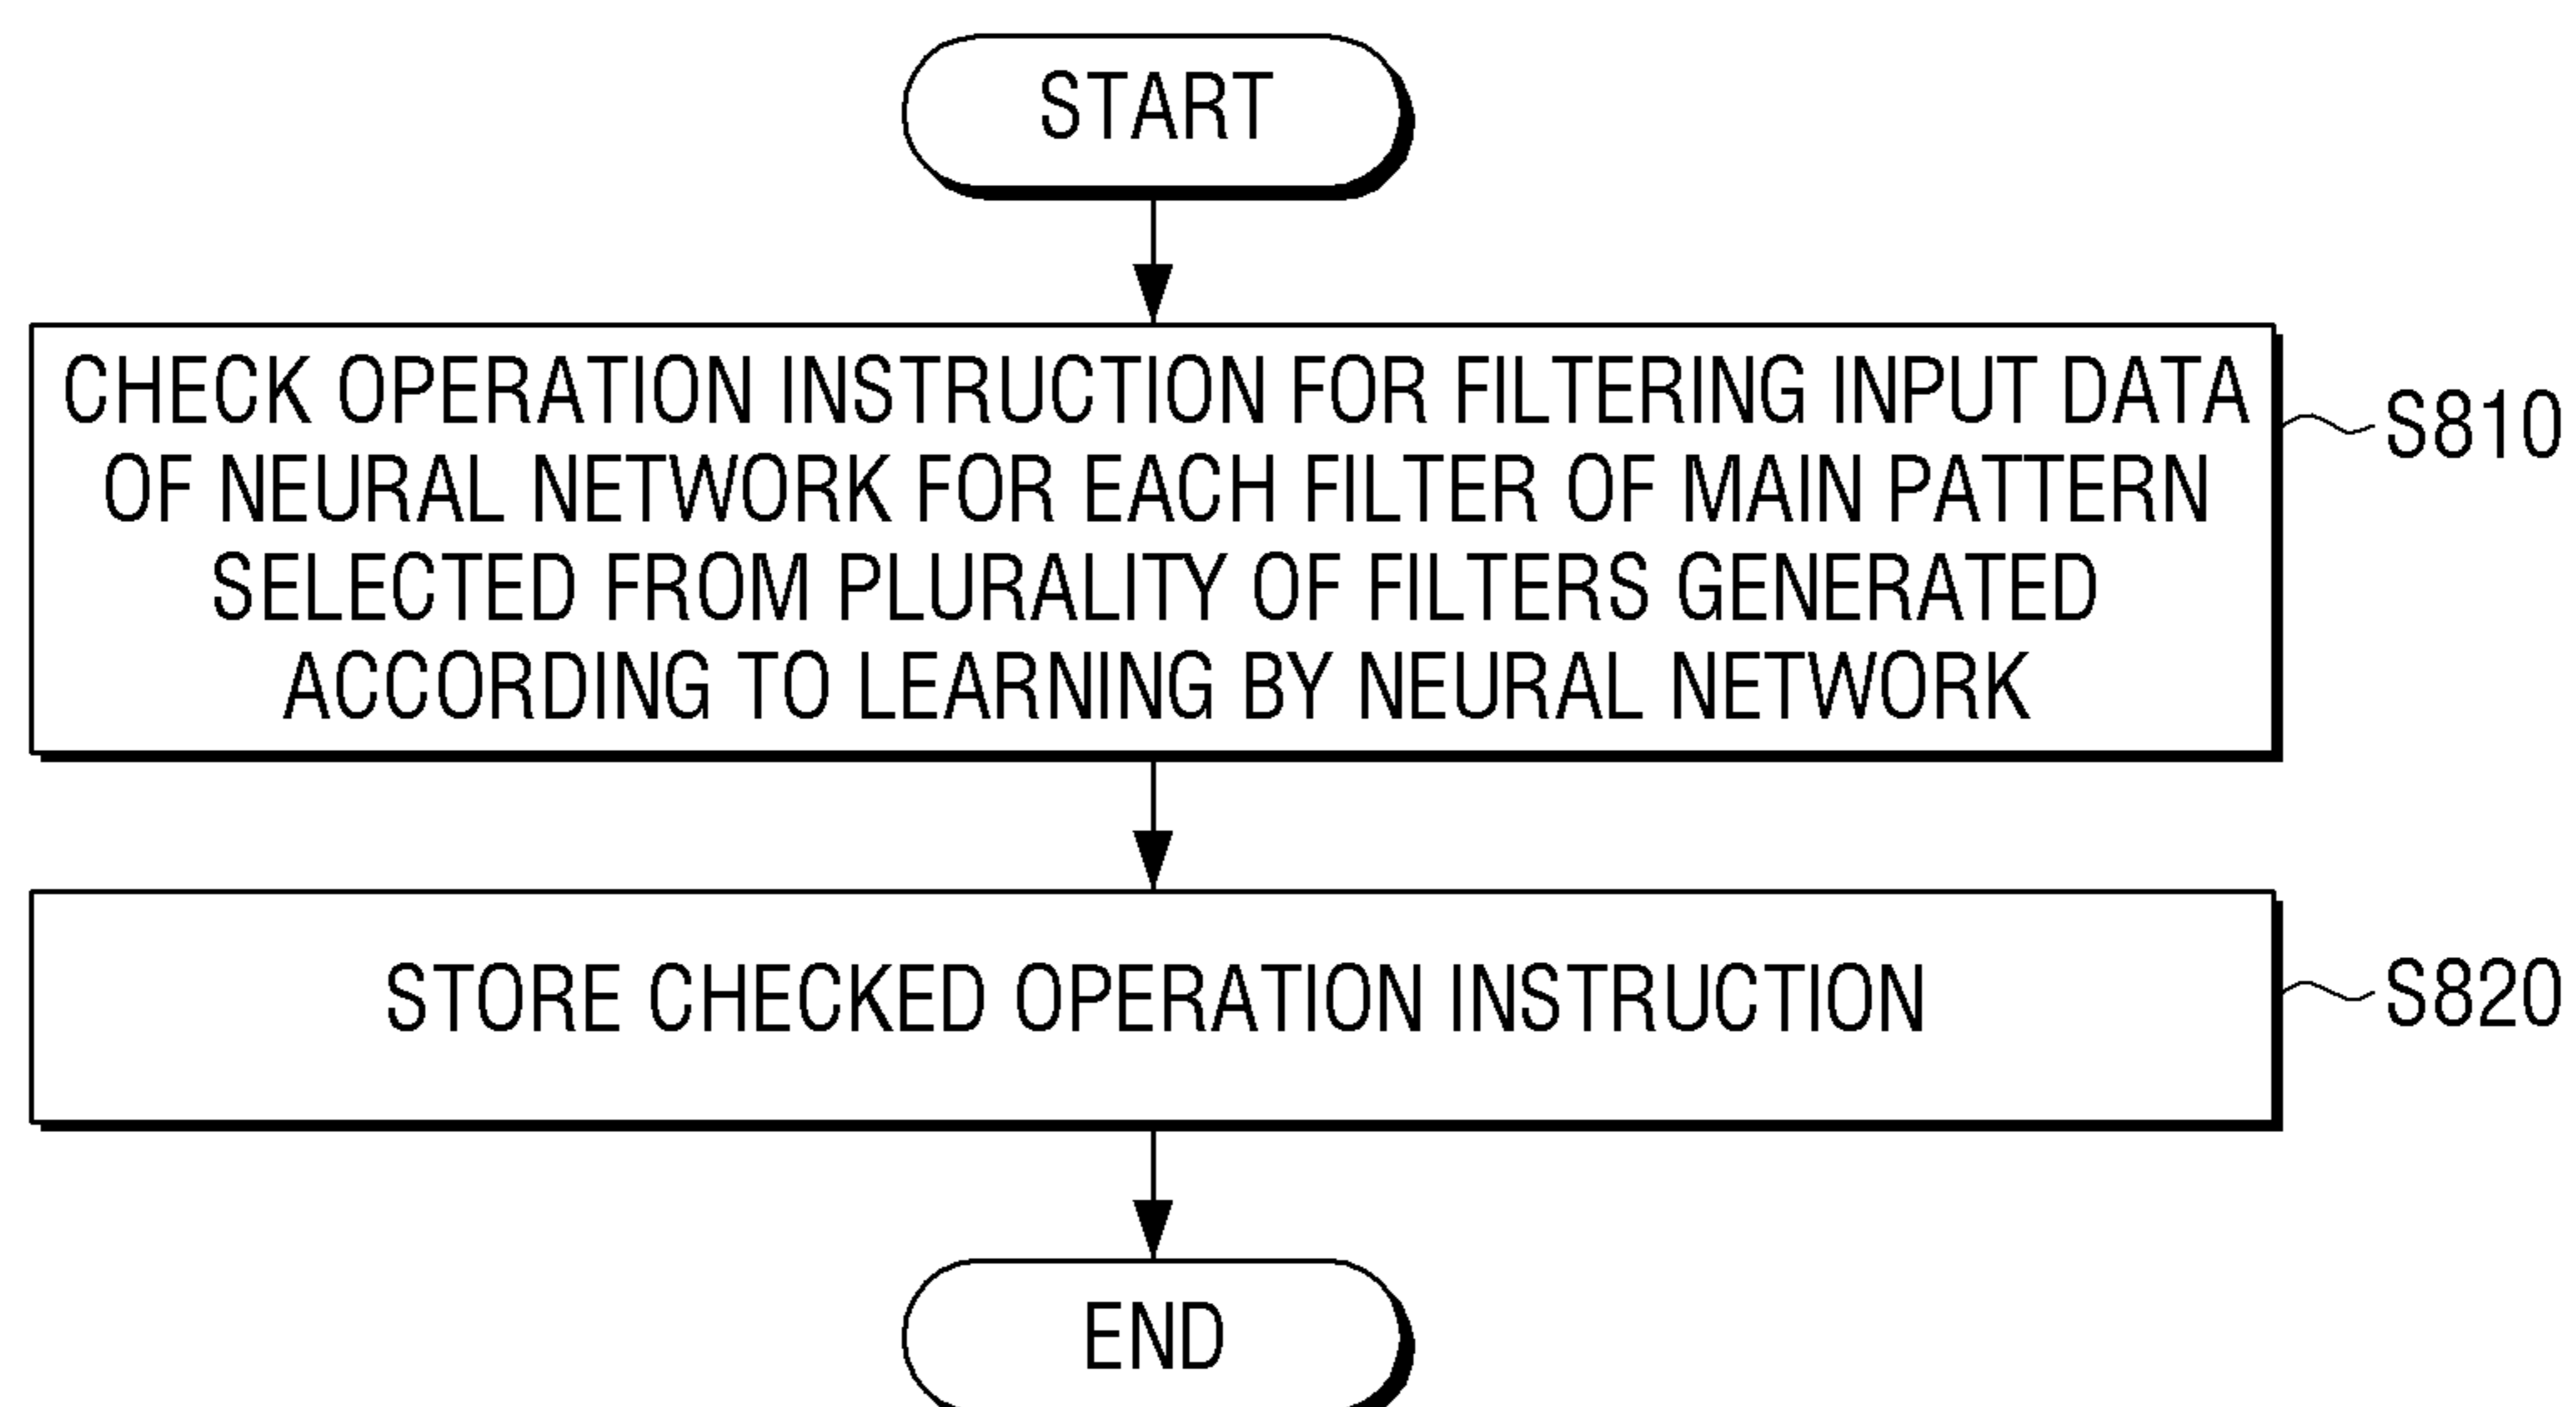 START
CHECK OPERATION INSTRUCTION FOR FILTERING INPUT DATA
OF NEURAL NETWORK FOR EACH FILTER OF MAIN PATTERN
SELECTED FROM PLURALITY OF FILTERS GENERATED
ACCORDING TO LEARNING BY NEURAL NETWORK
S810
STORE CHECKED OPERATION INSTRUCTION
S820
END